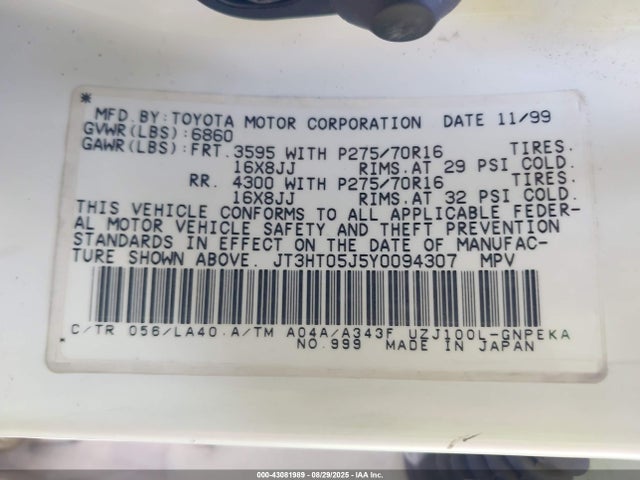 *
MFD.BY:TOYOTA MOTOR CORPORATION DATE 11/99
GVWR(LBS):6860
GAWR(LBS):FRT.3595 WITH P275/70R16 TIRES.
16X8JJ RIMS.AT 29 PSI COLD.
RR. 4300 WITH P275/70R16 TIRES.
16X8JJ RIMS.AT 32 PSI COLD.
THIS VEHICLE CONFORMS TO ALL APPLICABLE FEDER-
AL MOTOR VEHICLE SAFETY AND THEFT PREVENTION
STANDARDS IN EFFECT ON THE DATE OF MANUFAC-
TURE SHOWN ABOVE. JT3HT05J5Y0094307 MPV
C/TR 056/LA40 A/TM A04A/A343F UZJ100L-GNPEKA
* NO.999 MADE IN JAPAN
000-43081989 - 08/29/2025 - IAA Inc.